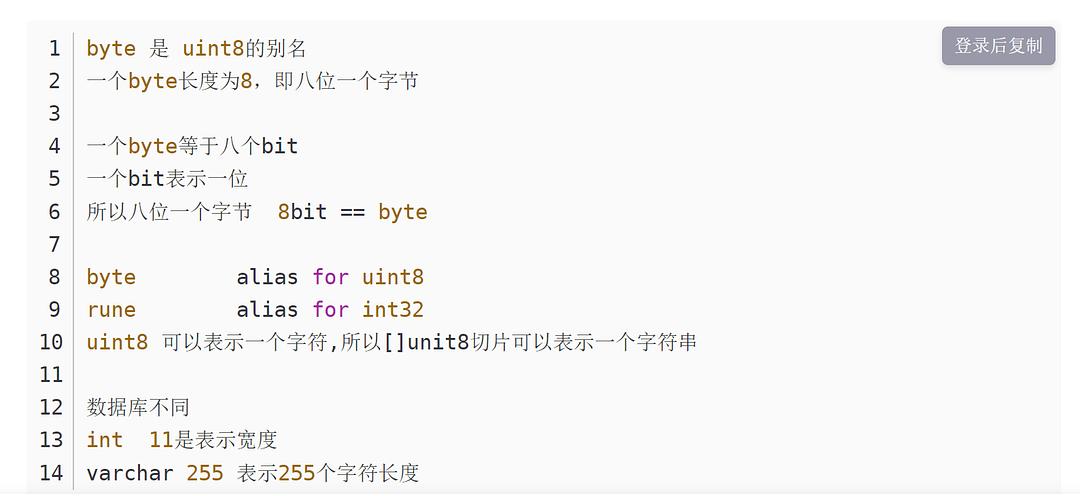 登录后复制
1 byte 是 uint8的别名
2 一个byte长度为8，即八位一个字节
3
4 一个byte等于八个bit
5 一个bit表示一位
6 所以八位一个字节  8bit == byte
7
8 byte        alias for uint8
9 rune        alias for int32
10 uint8 可以表示一个字符,所以[]unit8切片可以表示一个字符串
11
12 数据库不同
13 int  11是表示宽度
14 varchar 255 表示255个字符长度